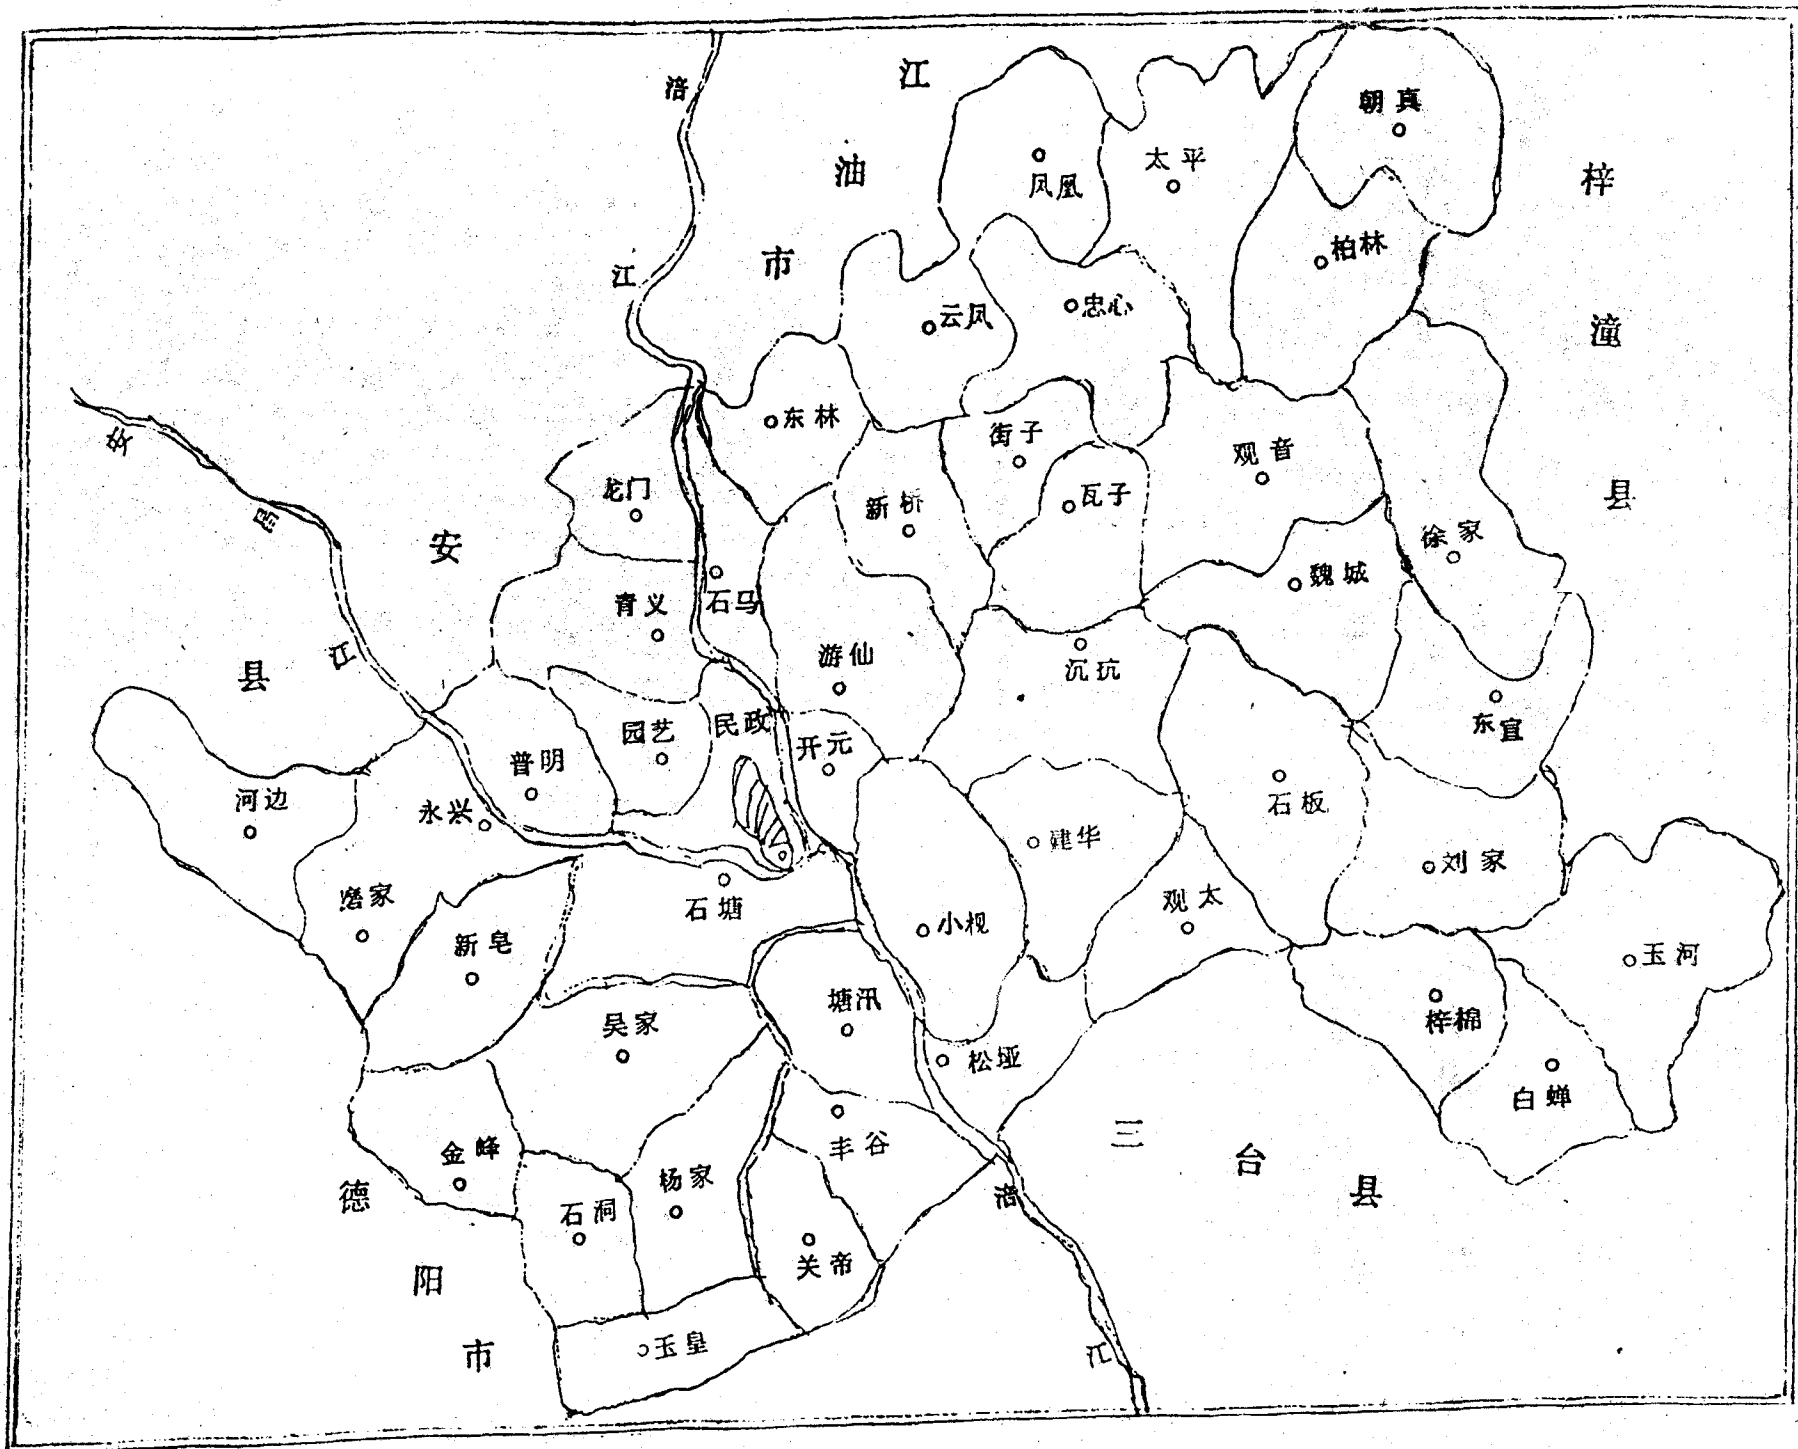 江
油
市
涪
江
朝真
凤凰
太平
梓
潼
县
柏林
云凤
忠心
东林
街子
观音
安
昌
江
龙门
新桥
瓦子
徐家
安
县
魏城
青义
石马
游仙
沉坑
东宣
民政
园艺
开元
普明
河边
永兴
石板
建华
刘家
磨家
石塘
小枧
观太
新皂
玉河
塘汛
吴家
梓棉
松垭
白蝉
金峰
丰谷
三
台
县
杨家
石洞
德
阳
市
涪
江
关帝
玉皇